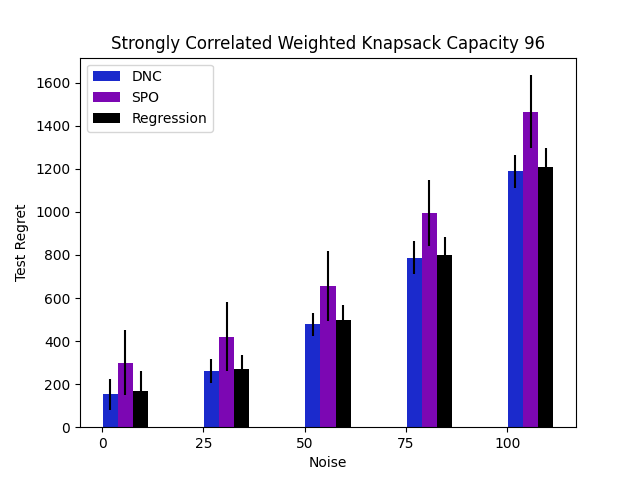 Strongly Correlated Weighted Knapsack Capacity 96
DNC
SPO
Regression
Test Regret
1600
1400
1200
1000
800
600
400
200
0
0 25 50 75 100
Noise